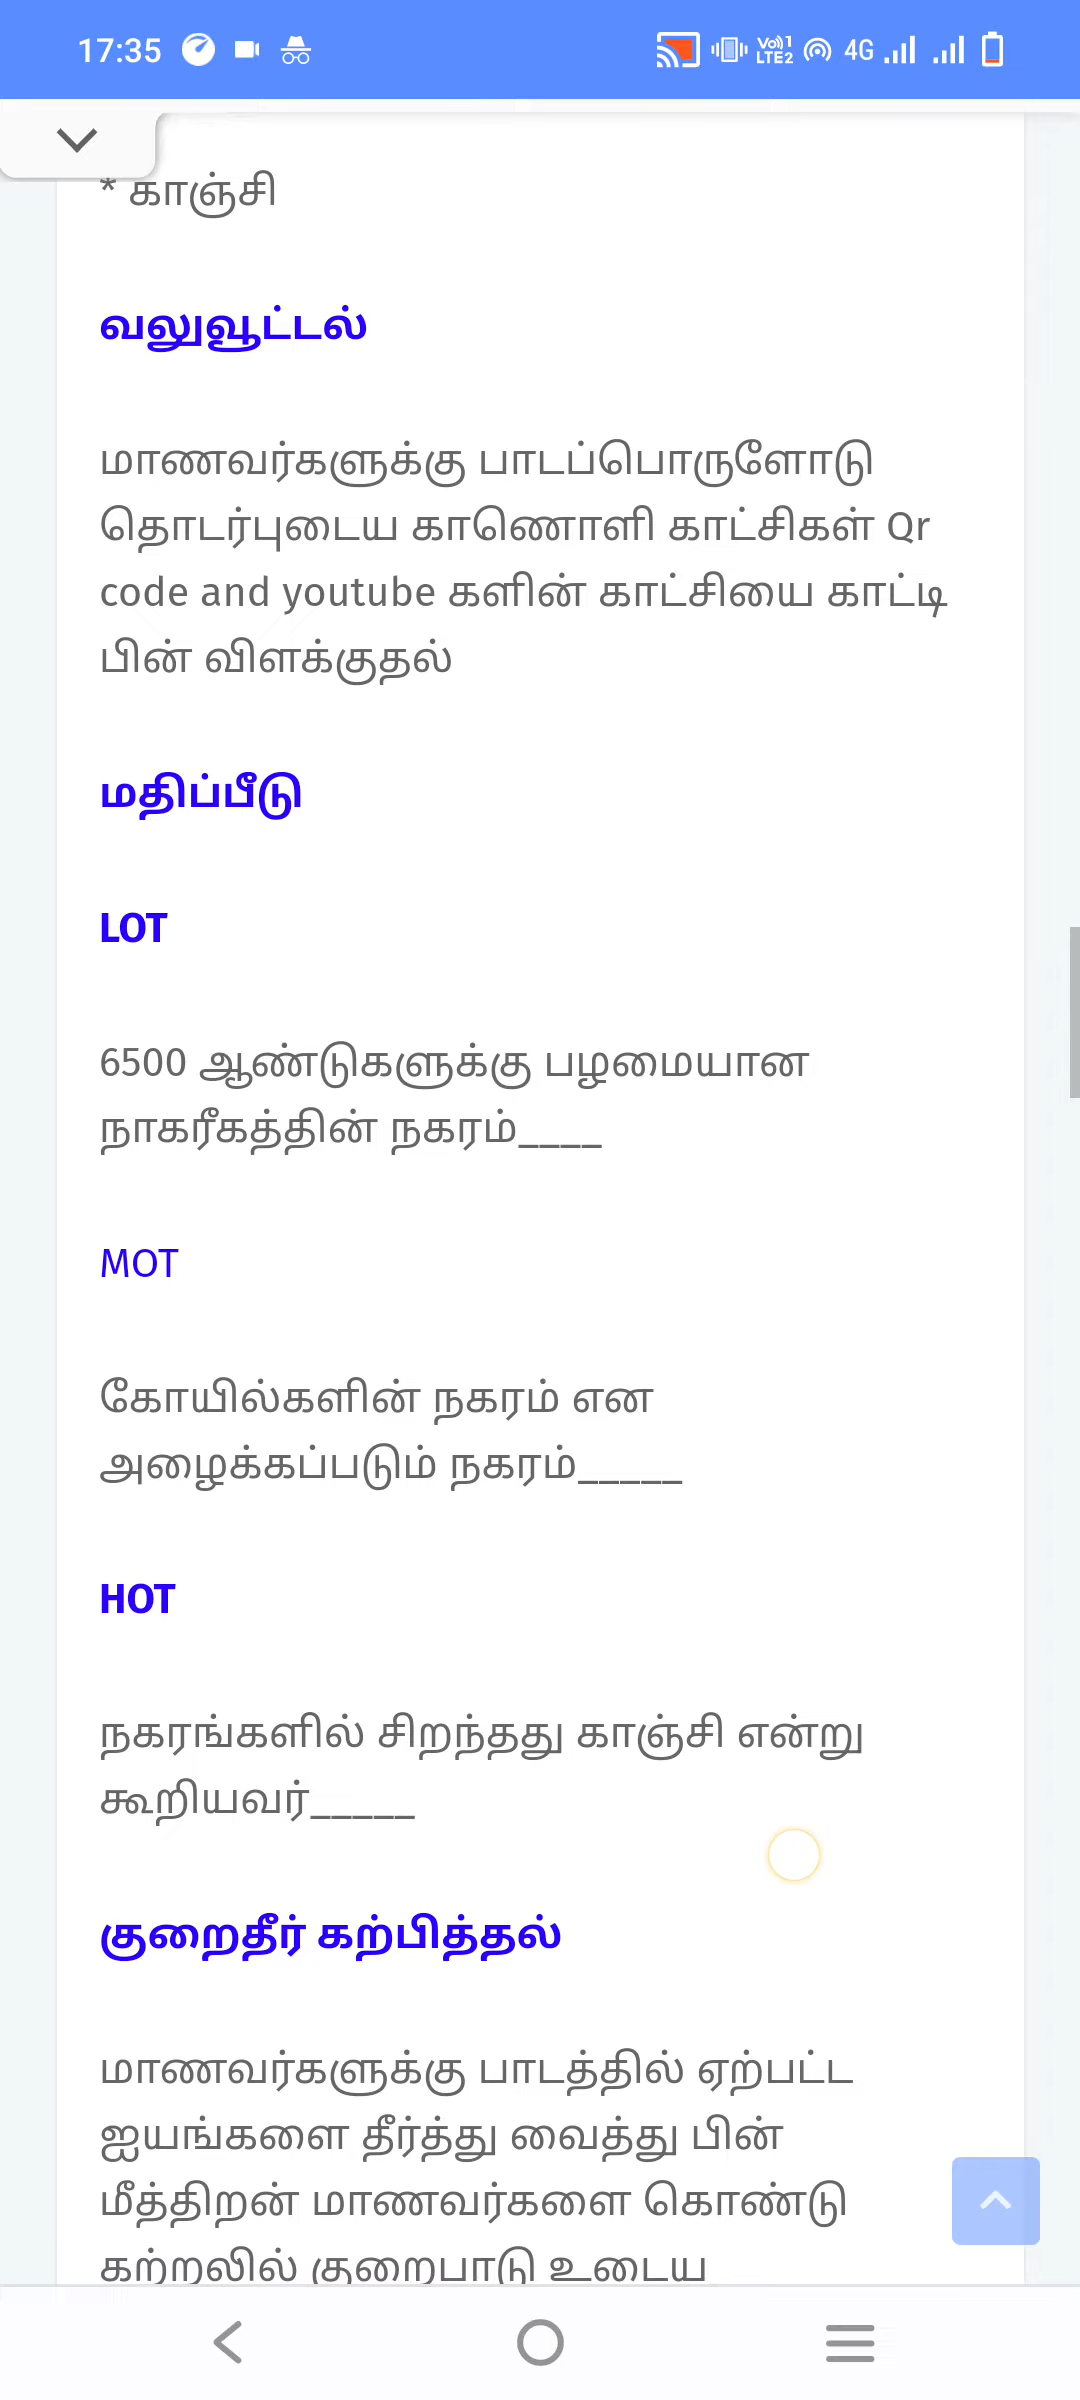 17:35
Vo)) 1
LTE2
4G
* காஞ்சி
வலுவூட்டல்
மாணவர்களுக்கு பாடப்பொருளோடு
தொடர்புடைய காணொளி காட்சிகள் Qr
code and youtube களின் காட்சியை காட்டி
பின் விளக்குதல்
மதிப்பீடு
LOT
6500 ஆண்டுகளுக்கு பழமையான
நாகரீகத்தின் நகரம்____
MOT
கோயில்களின் நகரம் என
அழைக்கப்படும் நகரம்_____
HOT
நகரங்களில் சிறந்தது காஞ்சி என்று
கூறியவர்_____
குறைதீர் கற்பித்தல்
மாணவர்களுக்கு பாடத்தில் ஏற்பட்ட
ஐயங்களை தீர்த்து வைத்து பின்
மீத்திறன் மாணவர்களை கொண்டு
கற்றலில் குறைபாடு உடைய